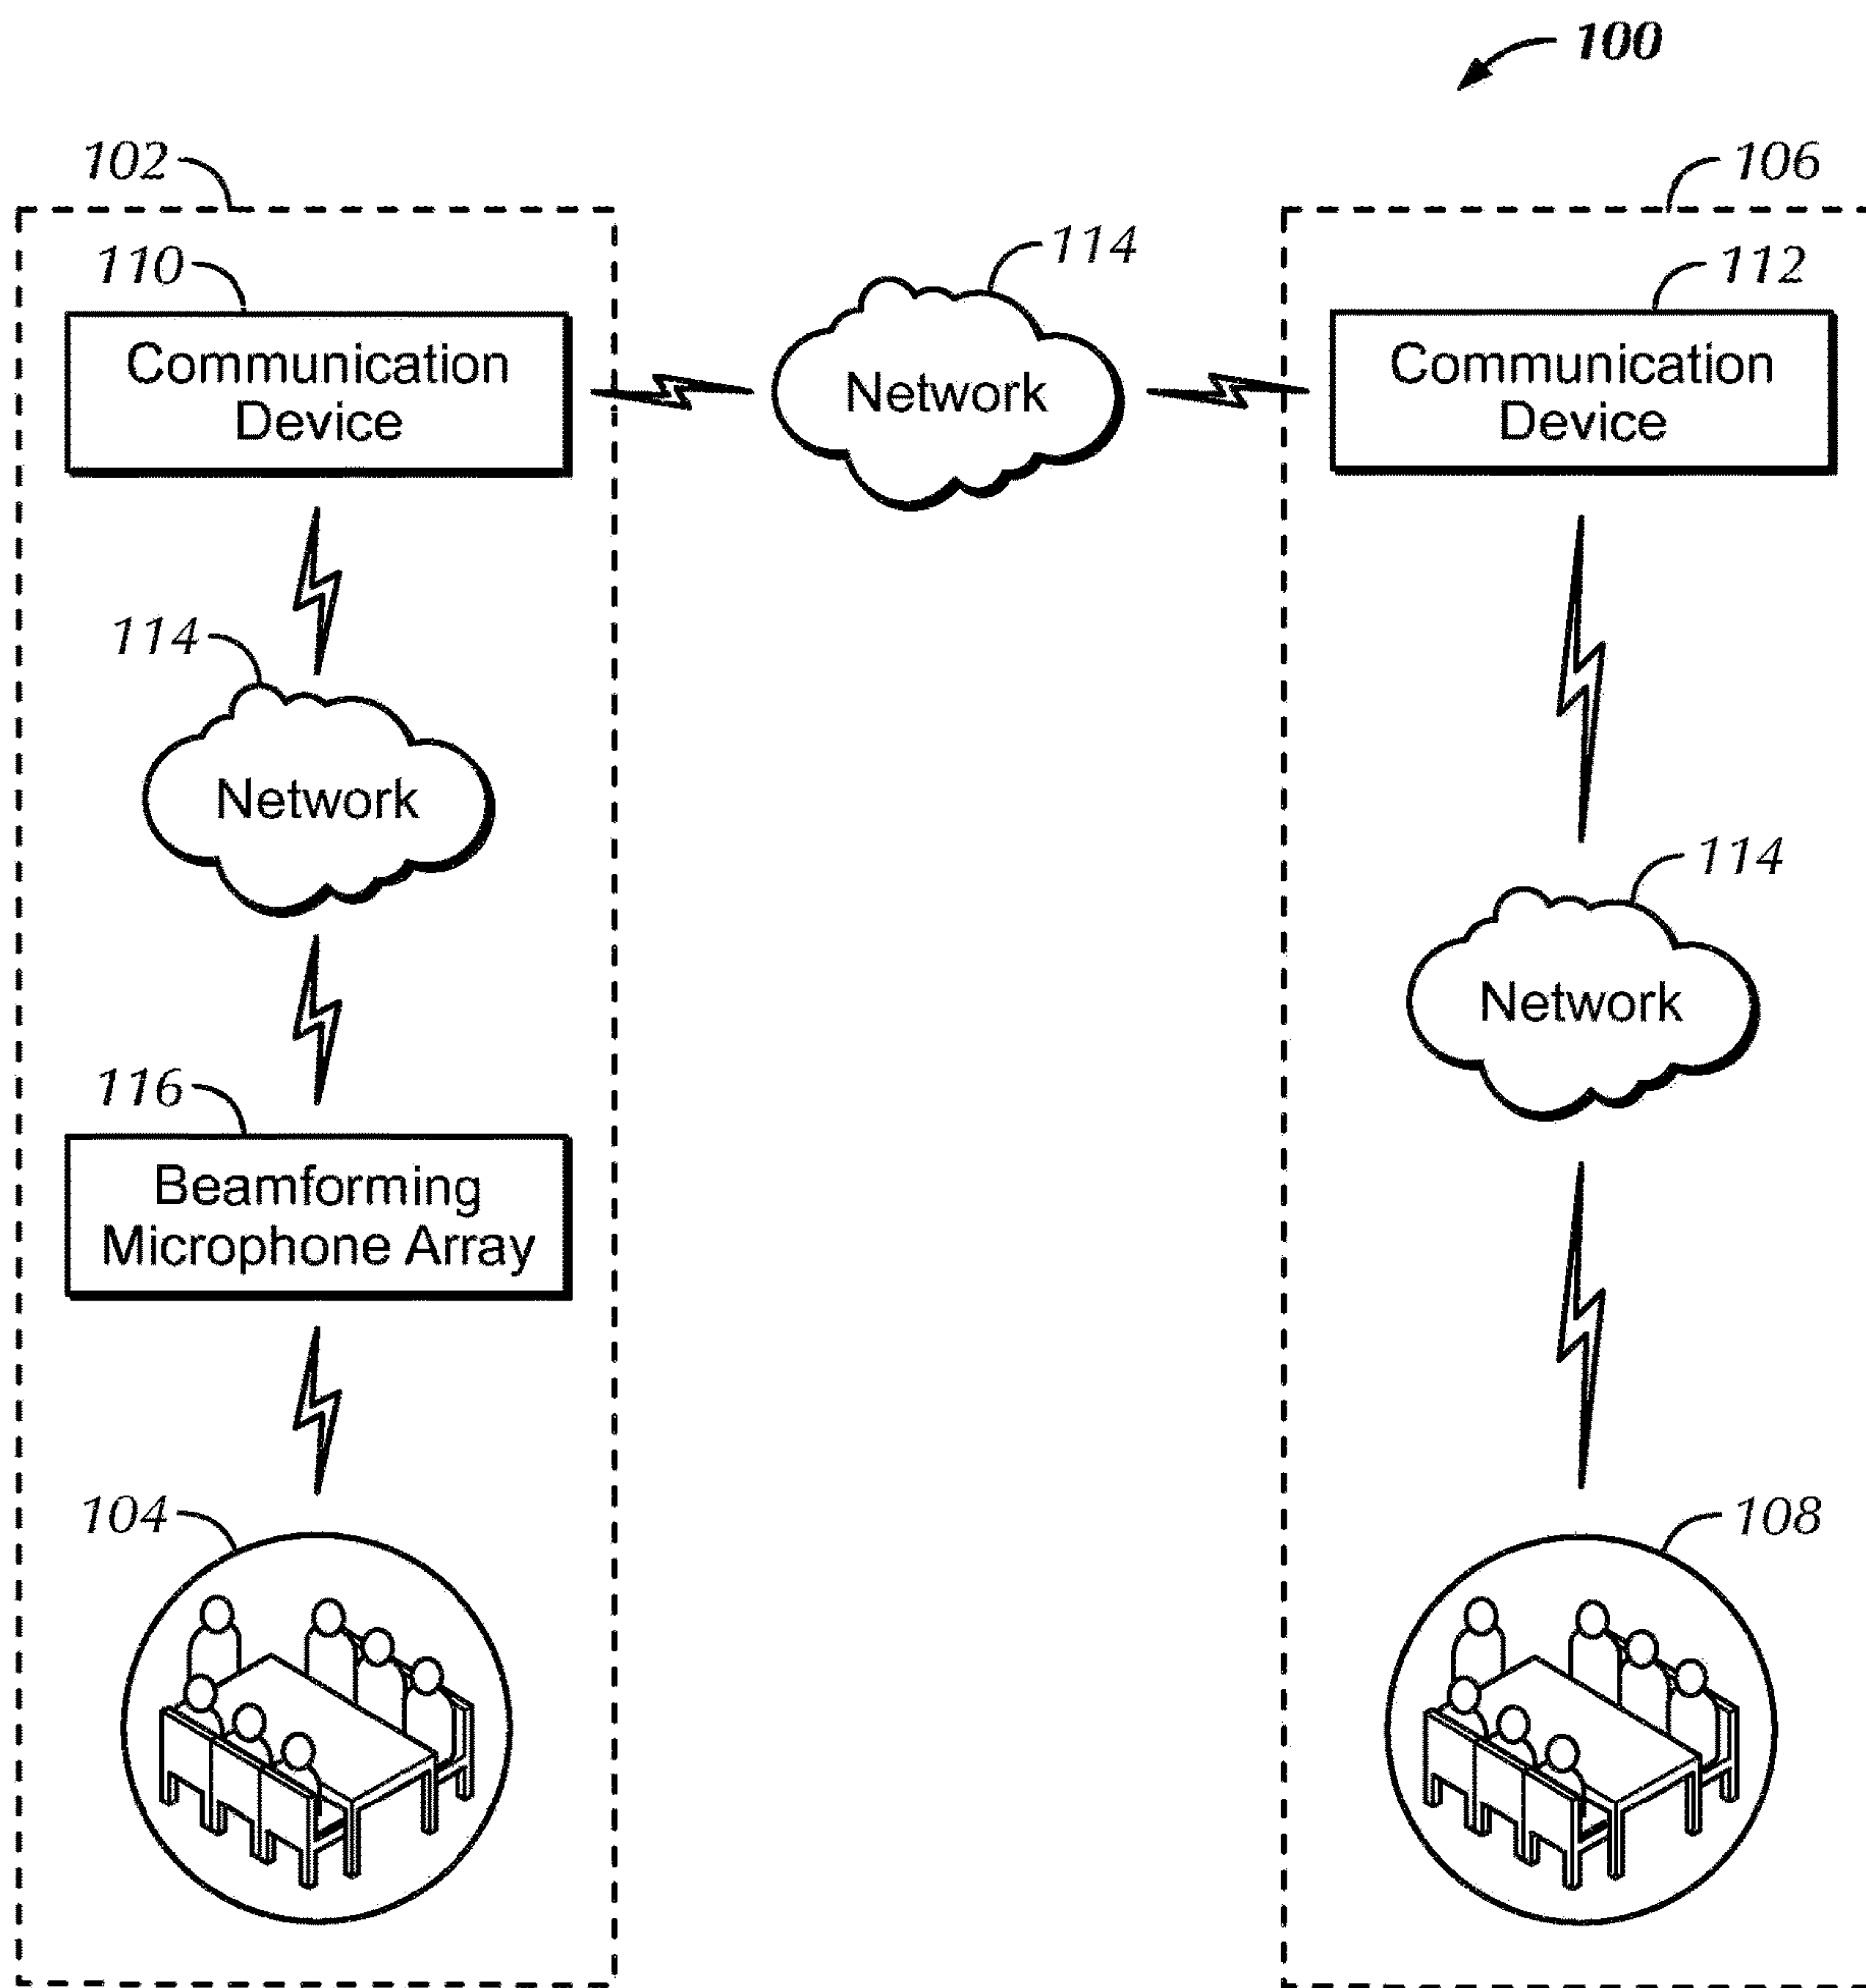 100
102
106
110
114
112
Communication
Device
Network
Communication
Device
114
Network
114
Network
116
Beamforming
Microphone Array
104
108